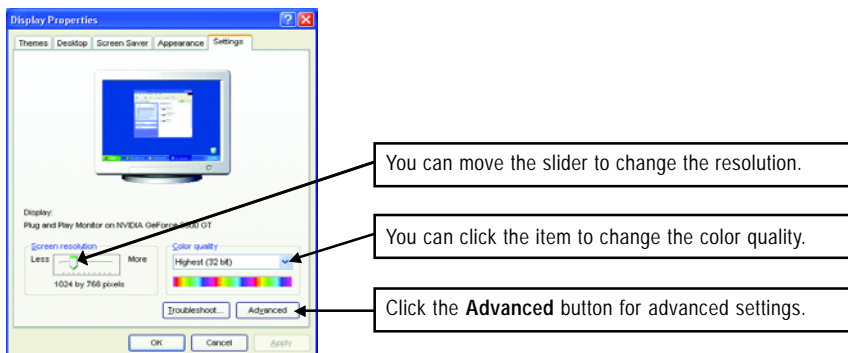 Display Properties
Themes Desktop Screen Saver Appearance Settings
Display:
Plug and Play Monitor on NVIDIA GeForce GT
Screen resolution
Less More
1024 by 768 pixels
Color quality
Highest (32 bit)
Troubleshoot... Advanced
OK Cancel Apply
You can move the slider to change the resolution.
You can click the item to change the color quality.
Click the Advanced button for advanced settings.